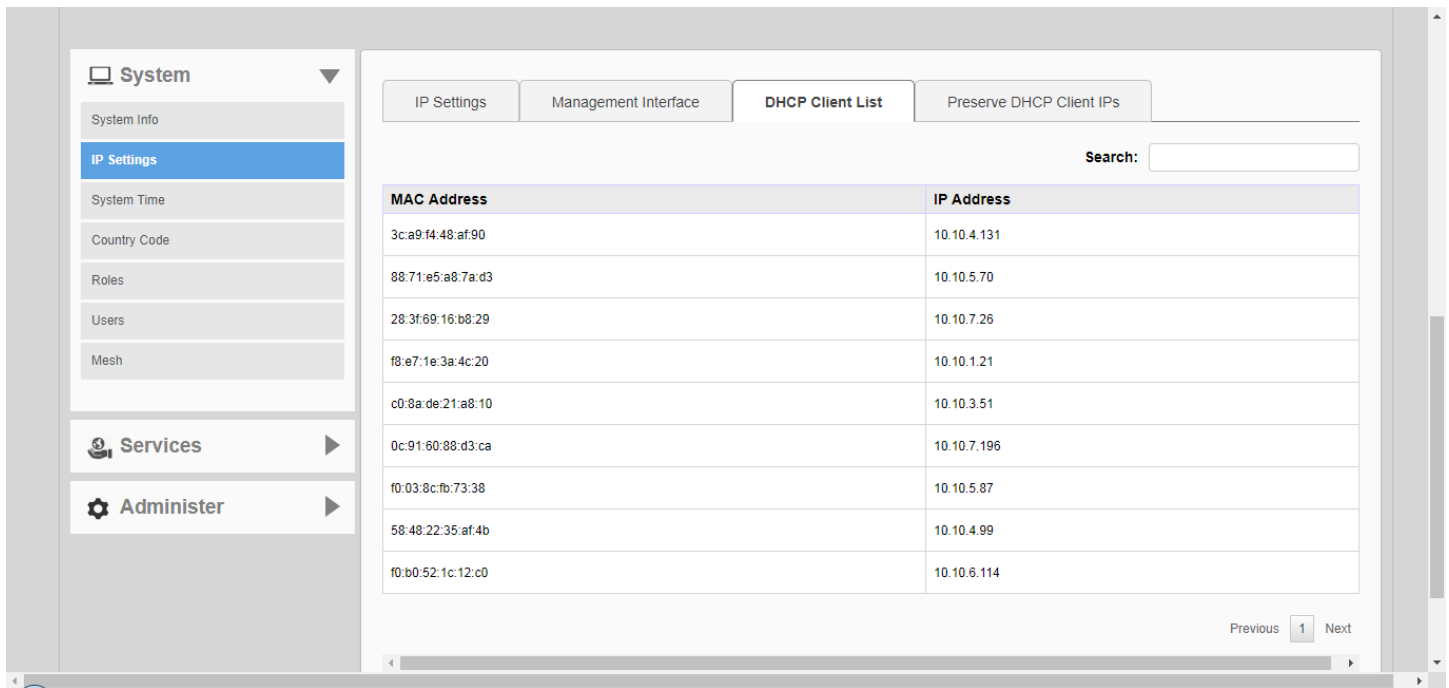 System
System Info
IP Settings
System Time
Country Code
Roles
Users
Mesh
Services
Administer
IP Settings Management Interface DHCP Client List Preserve DHCP Client IPs
Search:
MAC Address IP Address
3c:a9:f4:48:af:90 10.10.4.131
88:71:e5:a8:7a:d3 10.10.5.70
28:3f:69:16:b8:29 10.10.7.26
f8:e7:1e:3a:4c:20 10.10.1.21
c0:8a:de:21:a8:10 10.10.3.51
0c:91:60:88:d3:ca 10.10.7.196
f0:03:8c:fb:73:38 10.10.5.87
58:48:22:35:af:4b 10.10.4.99
f0:b0:52:1c:12:c0 10.10.6.114
Previous 1 Next